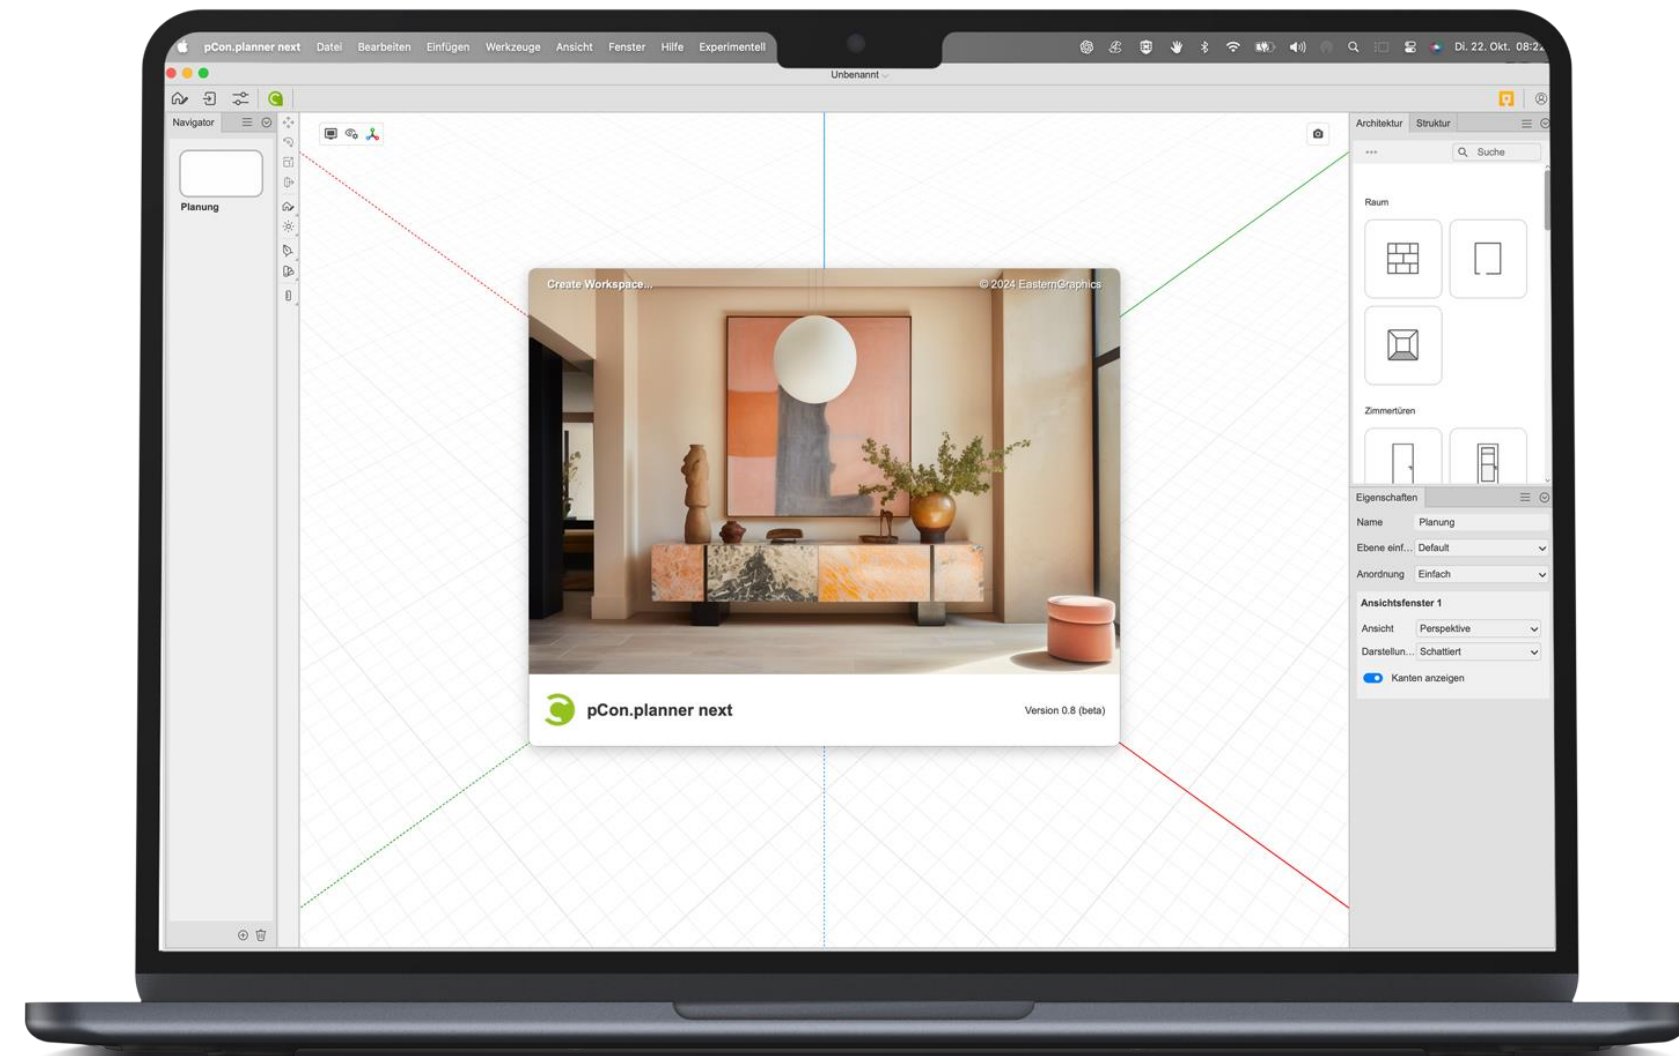 pCon.planner next Datei Bearbeiten Einfügen Werkzeuge Ansicht Fenster Hilfe Experimentell
Di. 22. Okt.
Unbenannt
Navigator
Planung
Architektur Struktur
Suche
Raum
Zimmertüren
Create Workspace...
© 2024 EasternGraphics
pCon.planner next
Version 0.8 (beta)
Eigenschaften
Name Planung
Ebene einf... Default
Anordnung Einfach
Ansichtsfenster 1
Ansicht Perspektive
Darstellun... Schattiert
Kanten anzeigen